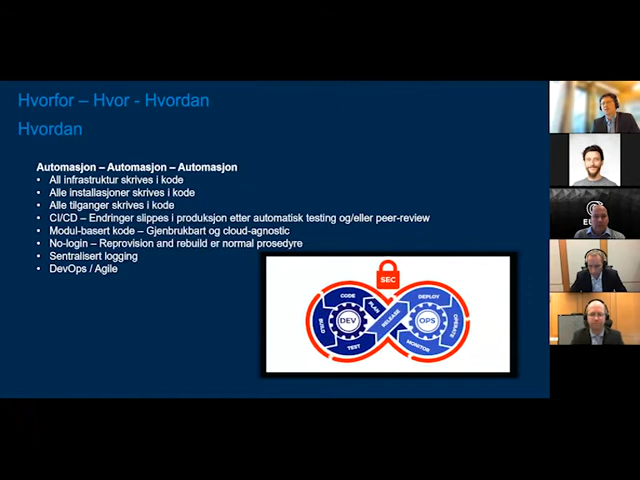 Hvorfor – Hvor - Hvordan
Hvordan
Automasjon – Automasjon – Automasjon
• All infrastruktur skrives i kode
• Alle installasjoner skrives i kode
• Alle tilganger skrives i kode
• CI/CD – Endringer slippes i produksjon etter automatisk testing og/eller peer-review
• Modul-basert kode – Gjenbrukbart og cloud-agnostic
• No-login – Reprovision and rebuild er normal prosedyre
• Sentralisert logging
• DevOps / Agile
SEC
CODE
PLAN
BUILD
DEV
TEST
RELEASE
DEPLOY
OPS
OPERATE
MONITOR